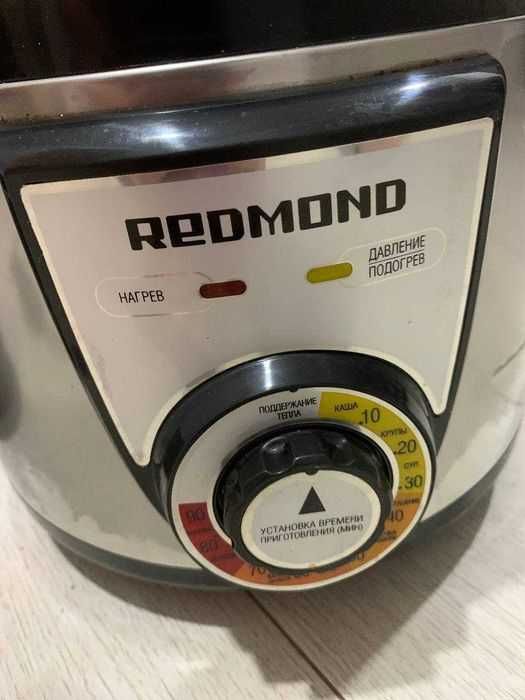 REDMOND
НАГРЕВ
ДАВЛЕНИЕ
ПОДОГРЕВ
ПОДДЕРЖАНИЕ
ТЕПЛА
КАША
10
КРУПЫ
20
СУП
30
40
70
80
90
УСТАНОВКА ВРЕМЕНИ
ПРИГОТОВЛЕНИЯ (МИН)